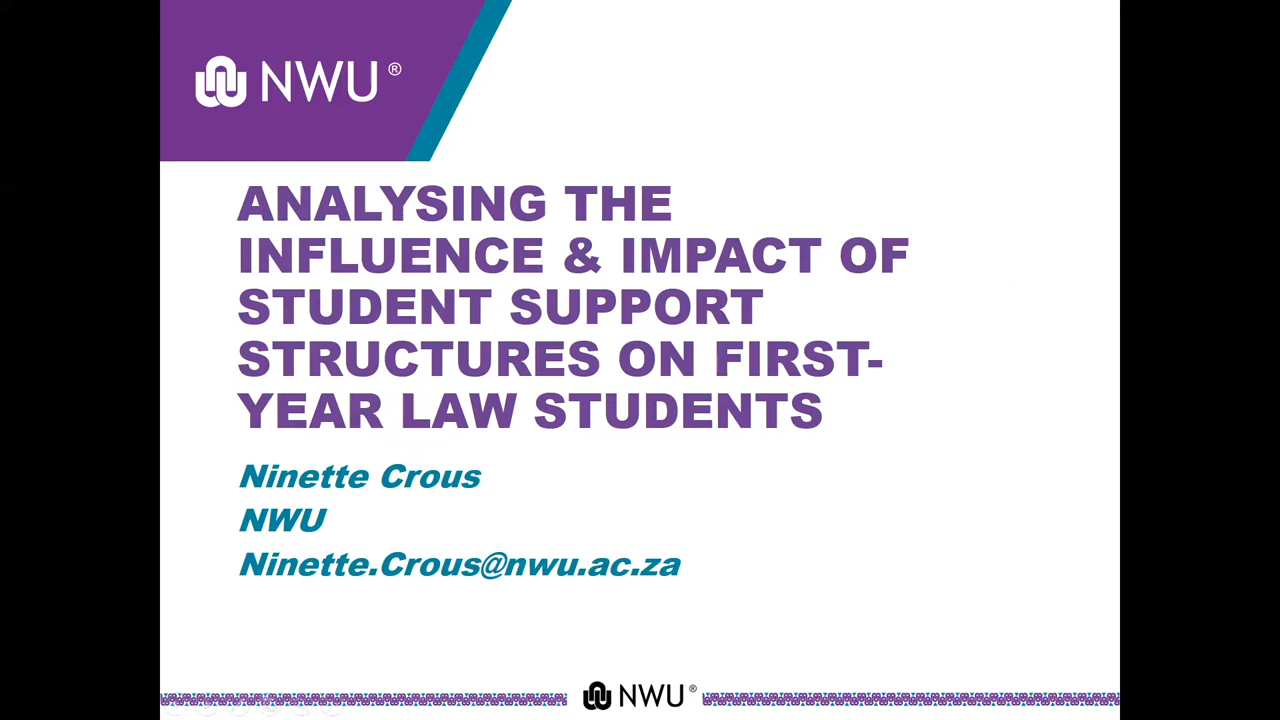 NWU ®
ANALYSING THE
INFLUENCE & IMPACT OF
STUDENT SUPPORT
STRUCTURES ON FIRST-
YEAR LAW STUDENTS
Ninette Crous
NWU
Ninette.Crous@nwu.ac.za
NWU ®